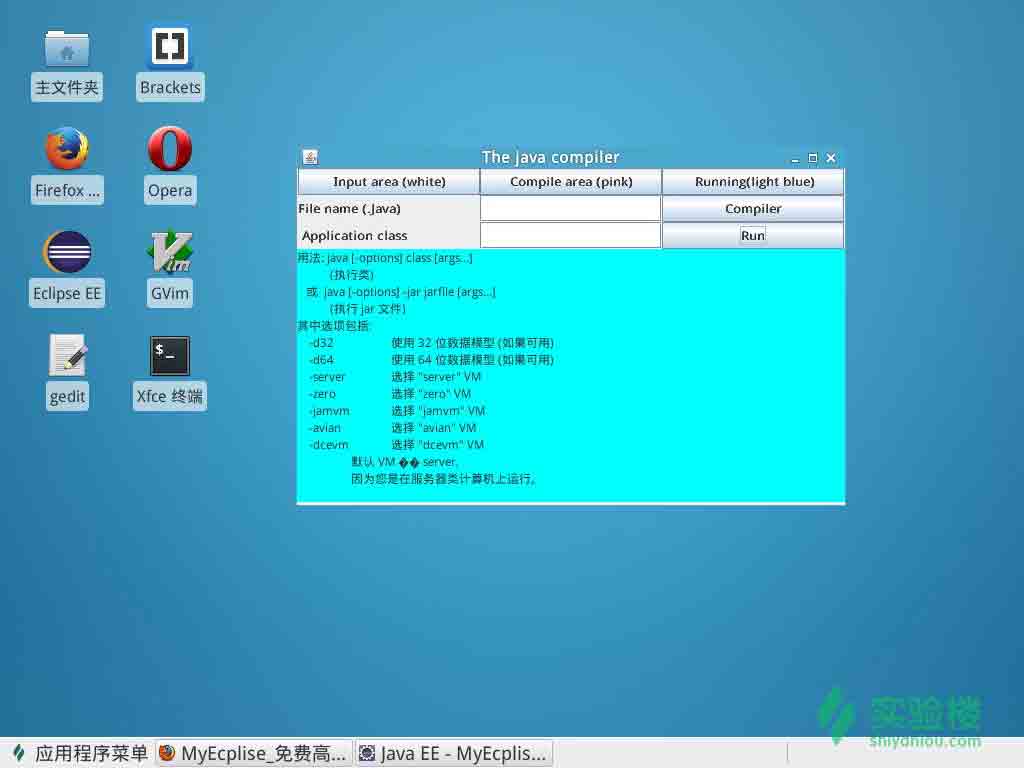 主文件夹
Brackets
Firefox ...
Opera
Eclipse EE
GVim
gedit
Xfce 终端
The java compiler
Input area (white)
Compile area (pink)
Running(light blue)
File name (.Java)
Compiler
Application class
Run
用法: java [-options] class [args...]
(执行类)
或 java [-options] -jar jarfile [args...]
(执行 jar 文件)
其中选项包括:
-d32 使用 32 位数据模型 (如果可用)
-d64 使用 64 位数据模型 (如果可用)
-server 选择 "server" VM
-zero 选择 "zero" VM
-jamvm 选择 "jamvm" VM
-avian 选择 "avian" VM
-dcevm 选择 "dcevm" VM
默认 VM �� server,
因为您是在服务器类计算机上运行。
实验楼
shiyanlou.com
应用程序菜单
MyEcplise_免费高...
Java EE - MyEcplis...